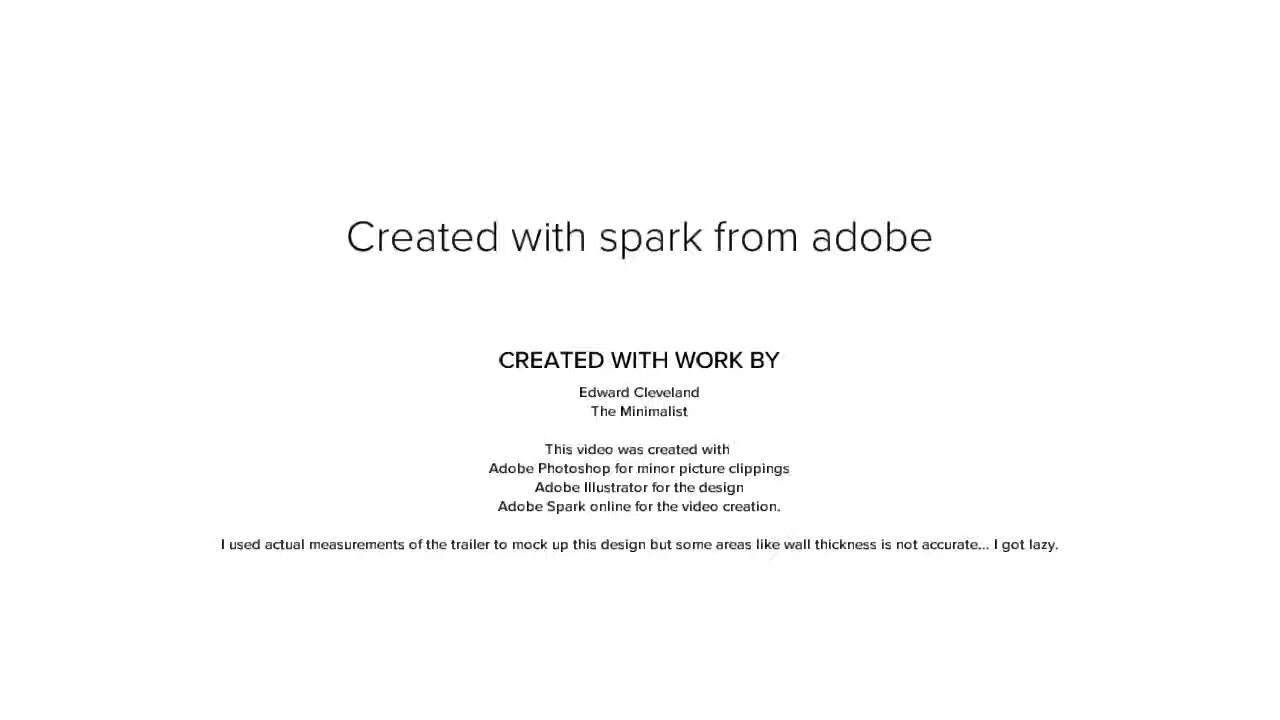 Created with spark from adobe
CREATED WITH WORK BY
Edward Cleveland
The Minimalist
This video was created with
Adobe Photoshop for minor picture clippings
Adobe Illustrator for the design
Adobe Spark online for the video creation.
I used actual measurements of the trailer to mock up this design but some areas like wall thickness is not accurate... I got lazy.